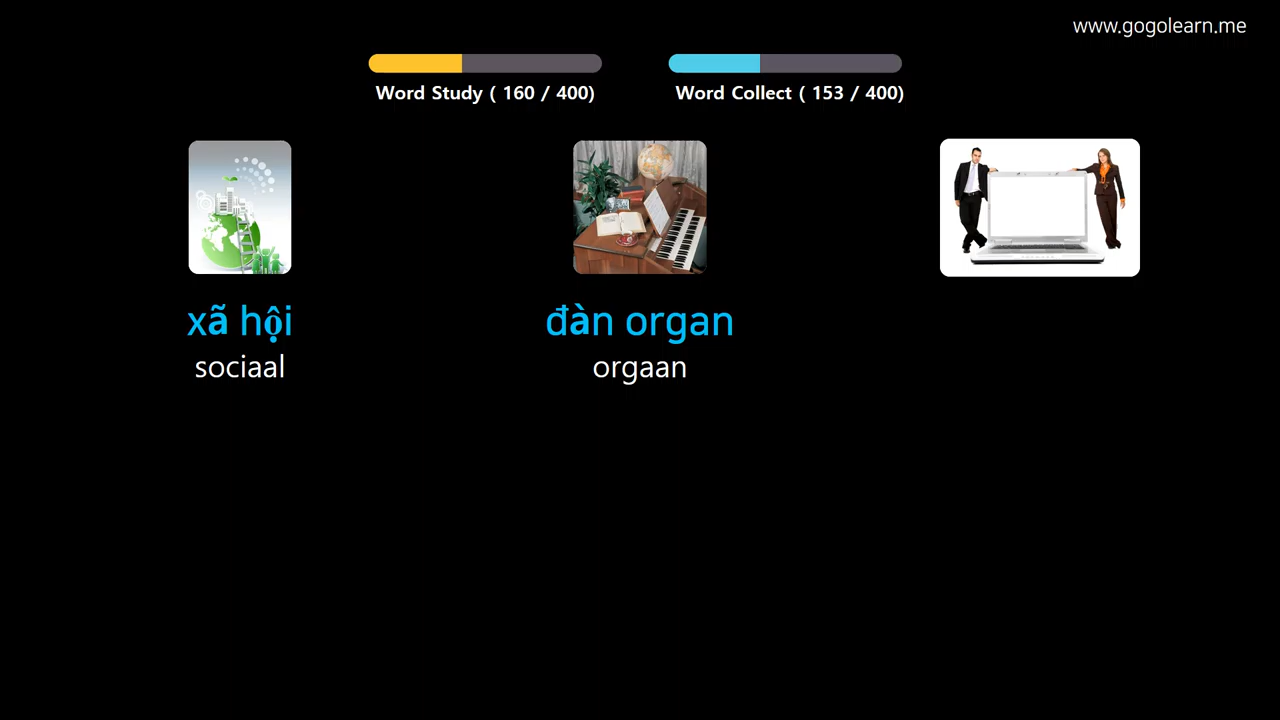 www.gogolearn.me
Word Study ( 160 / 400)
Word Collect ( 153 / 400)
xã hội
sociaal
đàn organ
orgaan